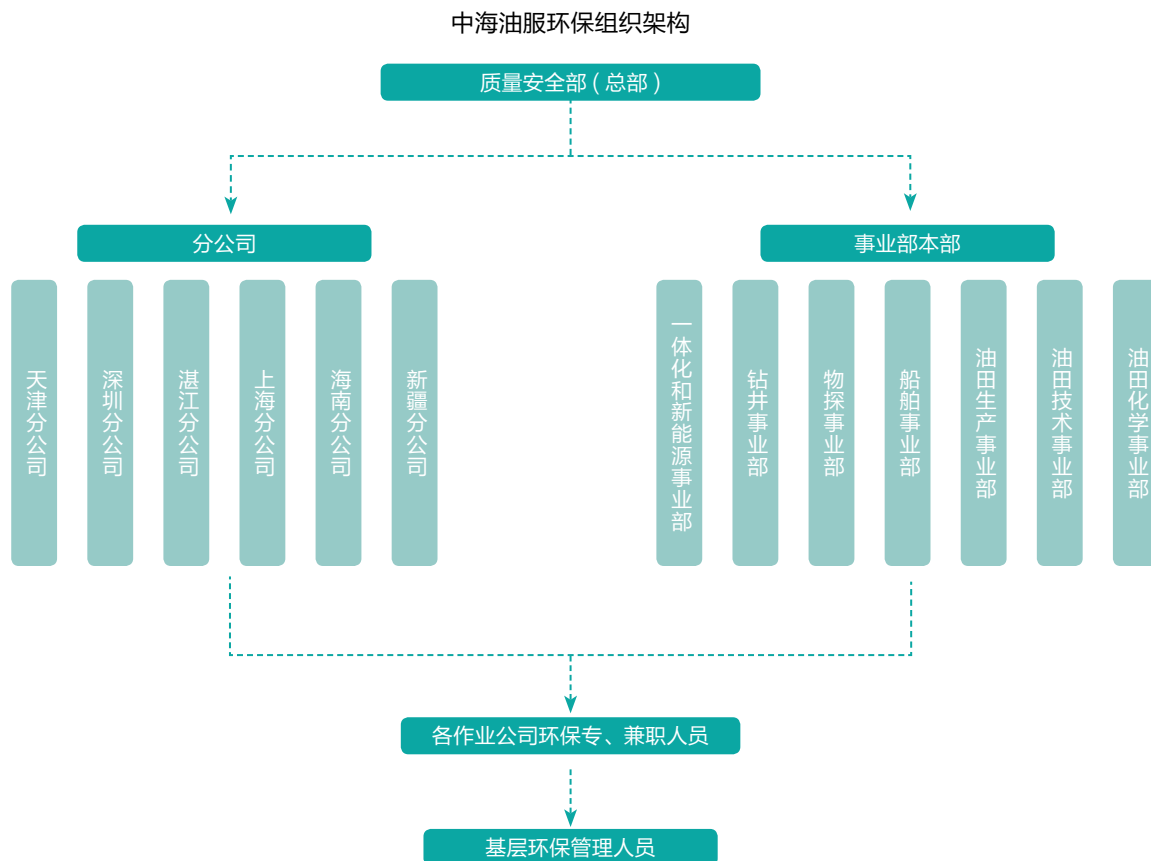 中海油服环保组织架构
质量安全部 ( 总部 )
分公司
事业部本部
天津分公司
深圳分公司
湛江分公司
上海分公司
海南分公司
新疆分公司
一体化和新能源事业部
钻井事业部
物探事业部
船舶事业部
油田生产事业部
油田技术事业部
油田化学事业部
各作业公司环保专、兼职人员
基层环保管理人员